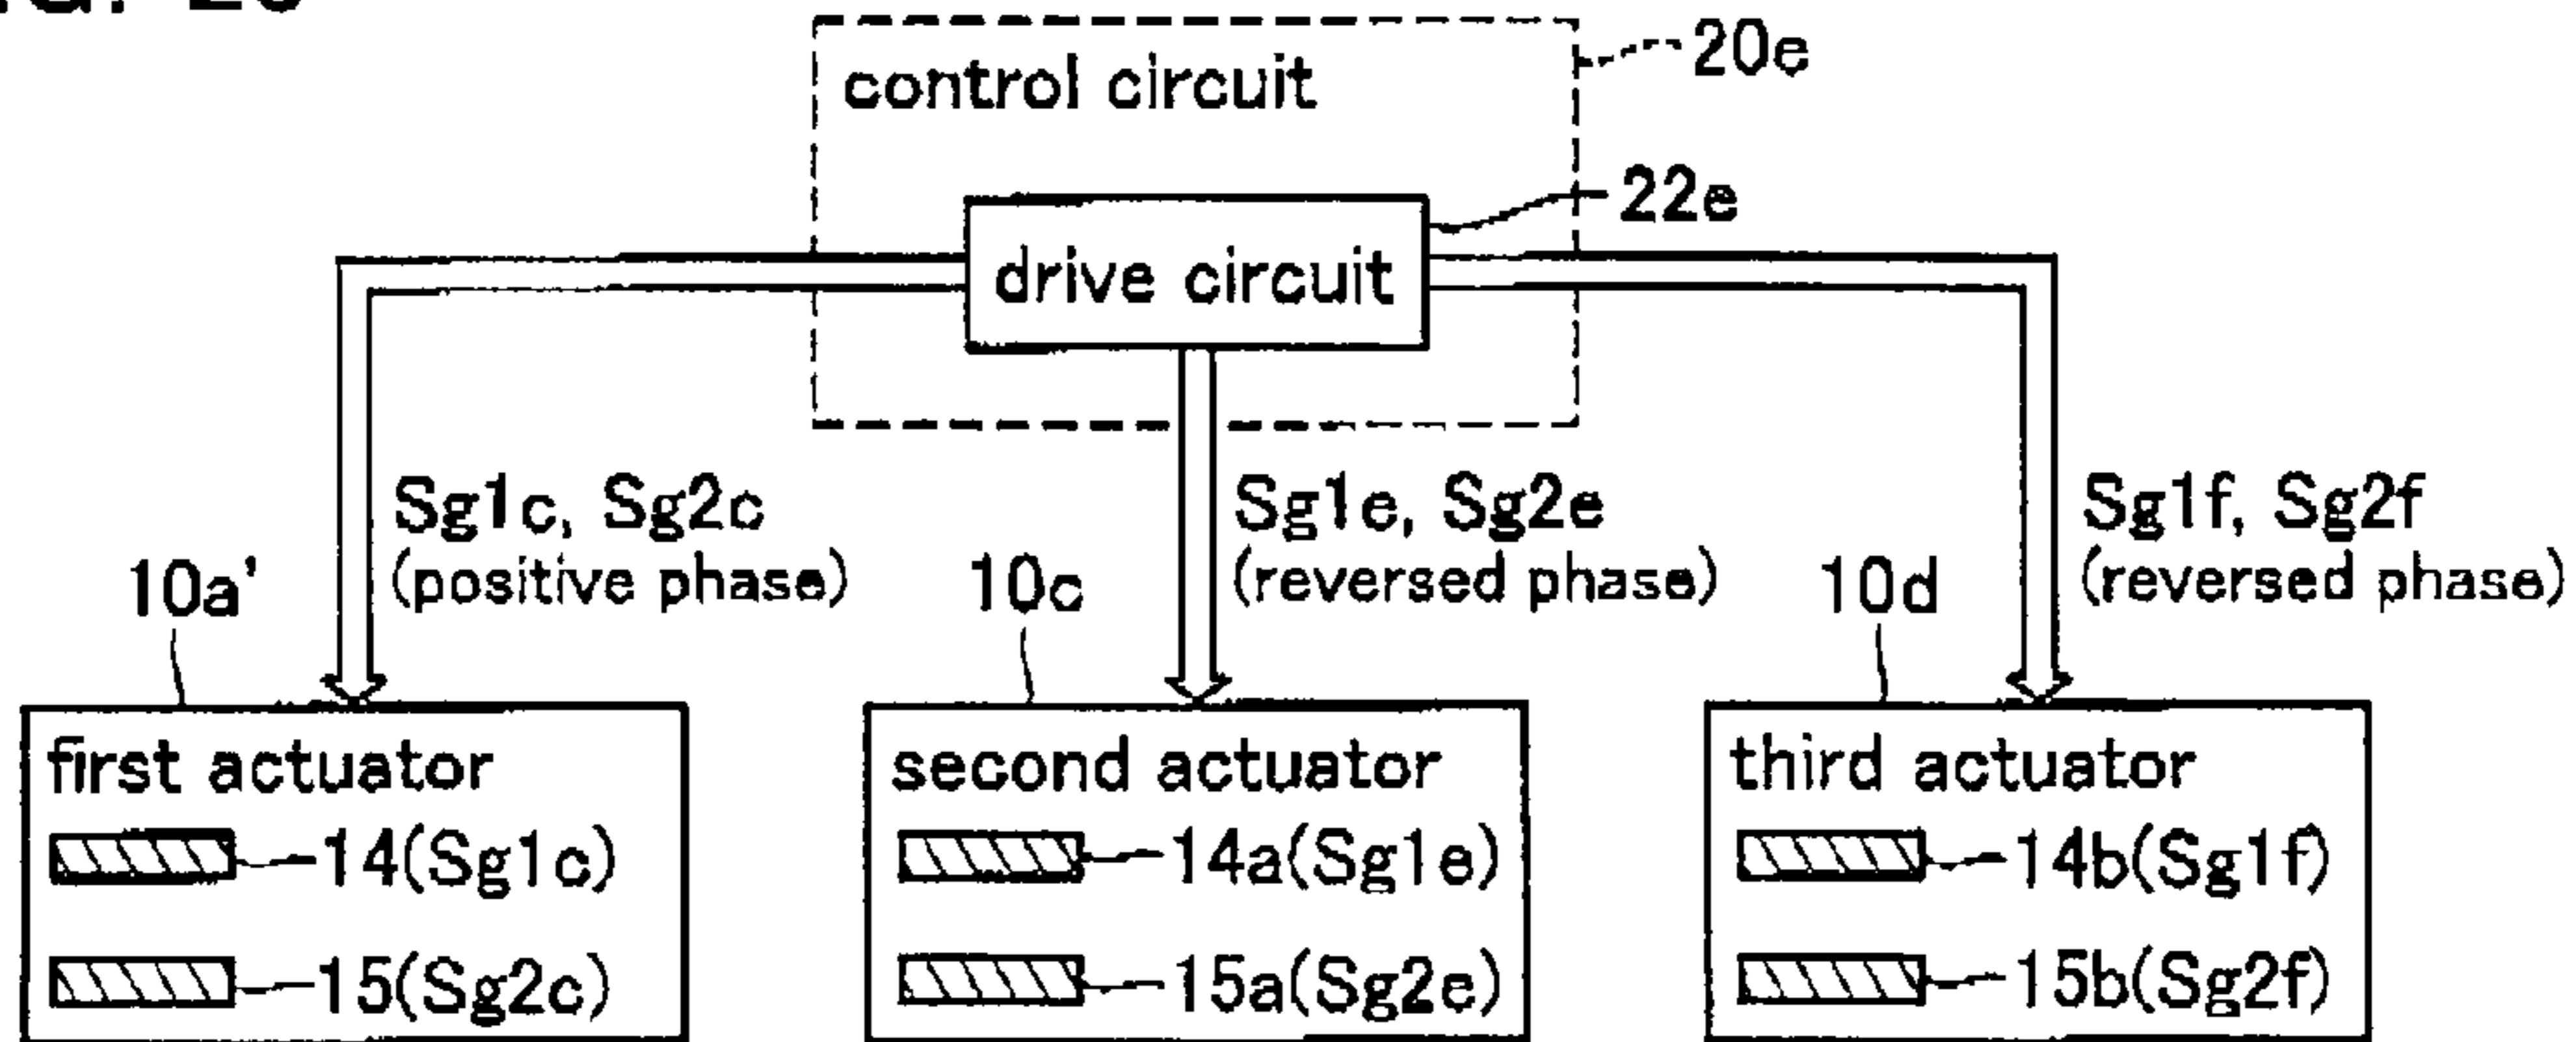 control circuit
20e
22e
drive circuit
Sg1c, Sg2c
(positive phase)
Sg1e, Sg2e
(reversed phase)
Sg1f, Sg2f
(reversed phase)
10a'
10c
10d
first actuator
14(Sg1c)
15(Sg2c)
second actuator
14a(Sg1e)
15a(Sg2e)
third actuator
14b(Sg1f)
15b(Sg2f)